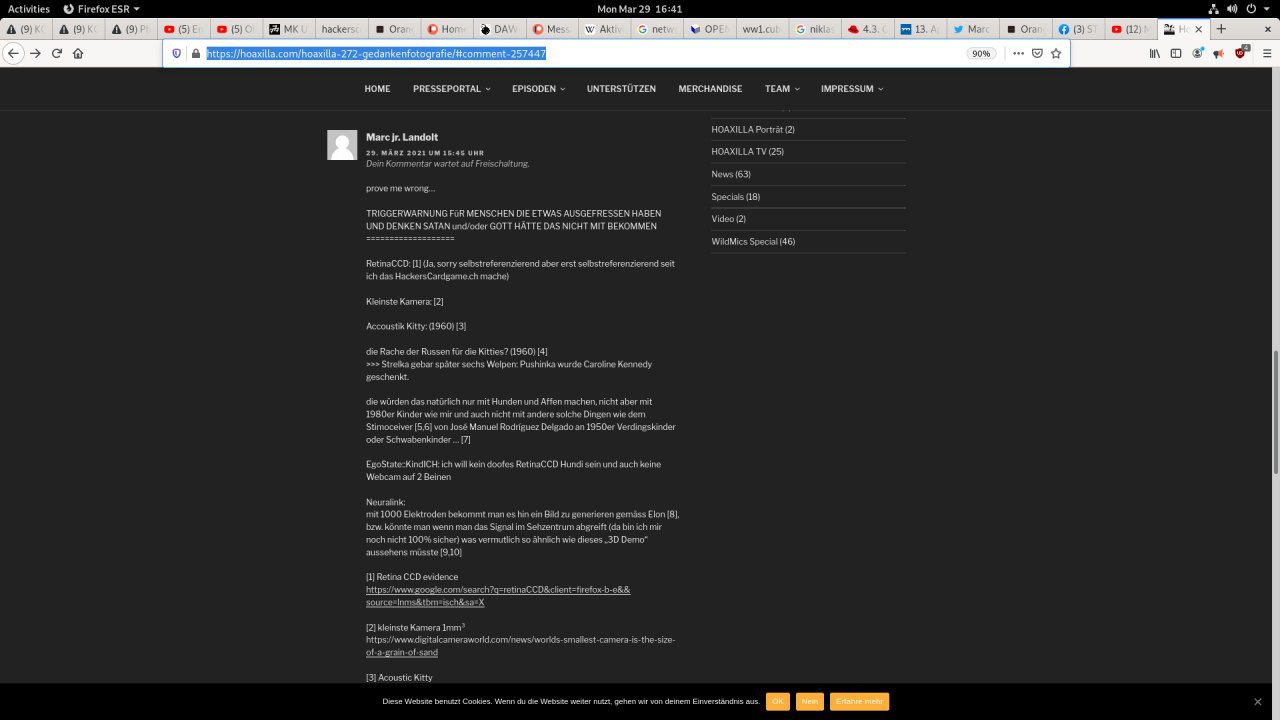 Activities
Firefox ESR
Mon Mar 29 16:41
(9) K
(9) K
(9) Ph
(5) Er
(5) O
MK U
hackersc
Oran
Hom
DAW
Mess
Aktiv
netw
OPE
ww1.cub
niklas
4.3. C
13. A
Marc
Oran
(3) ST
(12) M
Ho
https://hoaxilla.com/hoaxilla-272-gedankenfotografie/#comment-257447
90%
4
HOME
PRESSEPORTAL
EPISODEN
UNTERSTÜTZEN
MERCHANDISE
TEAM
IMPRESSUM
Marc jr. Landolt
29. MÄRZ 2021 UM 15:45 UHR
Dein Kommentar wartet auf Freischaltung.
prove me wrong…
TRIGGERWARNUNG FüR MENSCHEN DIE ETWAS AUSGEFRESSEN HABEN
UND DENKEN SATAN und/oder GOTT HÄTTE DAS NICHT MIT BEKOMMEN
===================
RetinaCCD: [1] (Ja, sorry selbstreferenzierend aber erst selbstreferenzierend seit
ich das HackersCardgame.ch mache)
Kleinste Kamera: [2]
Accoustik Kitty: (1960) [3]
die Rache der Russen für die Kitties? (1960) [4]
>>> Strelka gebar später sechs Welpen: Pushinka wurde Caroline Kennedy
geschenkt.
die würden das natürlich nur mit Hunden und Affen machen, nicht aber mit
1980er Kinder wie mir und auch nicht mit andere solche Dingen wie dem
Stimoceiver [5,6] von José Manuel Rodríguez Delgado an 1950er Verdingskinder
oder Schwabenkinder … [7]
EgoState::KindICH: ich will kein doofes RetinaCCD Hundi sein und auch keine
Webcam auf 2 Beinen
Neuralink:
mit 1000 Elektroden bekommt man es hin ein Bild zu generieren gemäss Elon [8],
bzw. könnte man wenn man das Signal im Sehzentrum abgreift (da bin ich mir
noch nicht 100% sicher) was vermutlich so ähnlich wie dieses „3D Demo“
aussehens müsste [9,10]
[1] Retina CCD evidence
https://www.google.com/search?q=retinaCCD&client=firefox-b-e&&
source=lnms&tbm=isch&sa=X
[2] kleinste Kamera 1mm³
https://www.digitalcameraworld.com/news/worlds-smallest-camera-is-the-size-
of-a-grain-of-sand
[3] Acoustic Kitty
HOAXILLA Porträt (2)
HOAXILLA TV (25)
News (63)
Specials (18)
Video (2)
WildMics Special (46)
Diese Website benutzt Cookies. Wenn du die Website weiter nutzt, gehen wir von deinem Einverständnis aus.
OK
Nein
Erfahre mehr